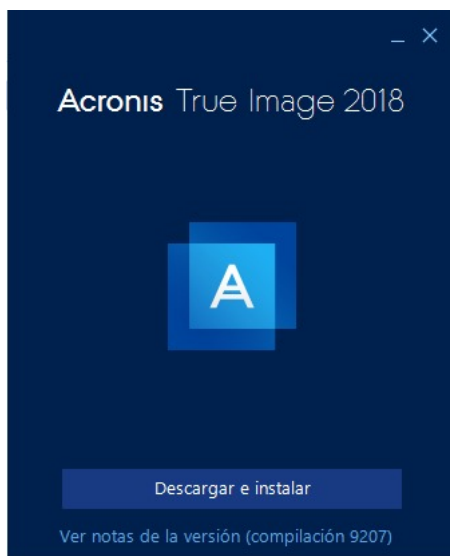 Acronis True Image 2018
A
Descargar e instalar
Ver notas de la versión (compilación 9207)